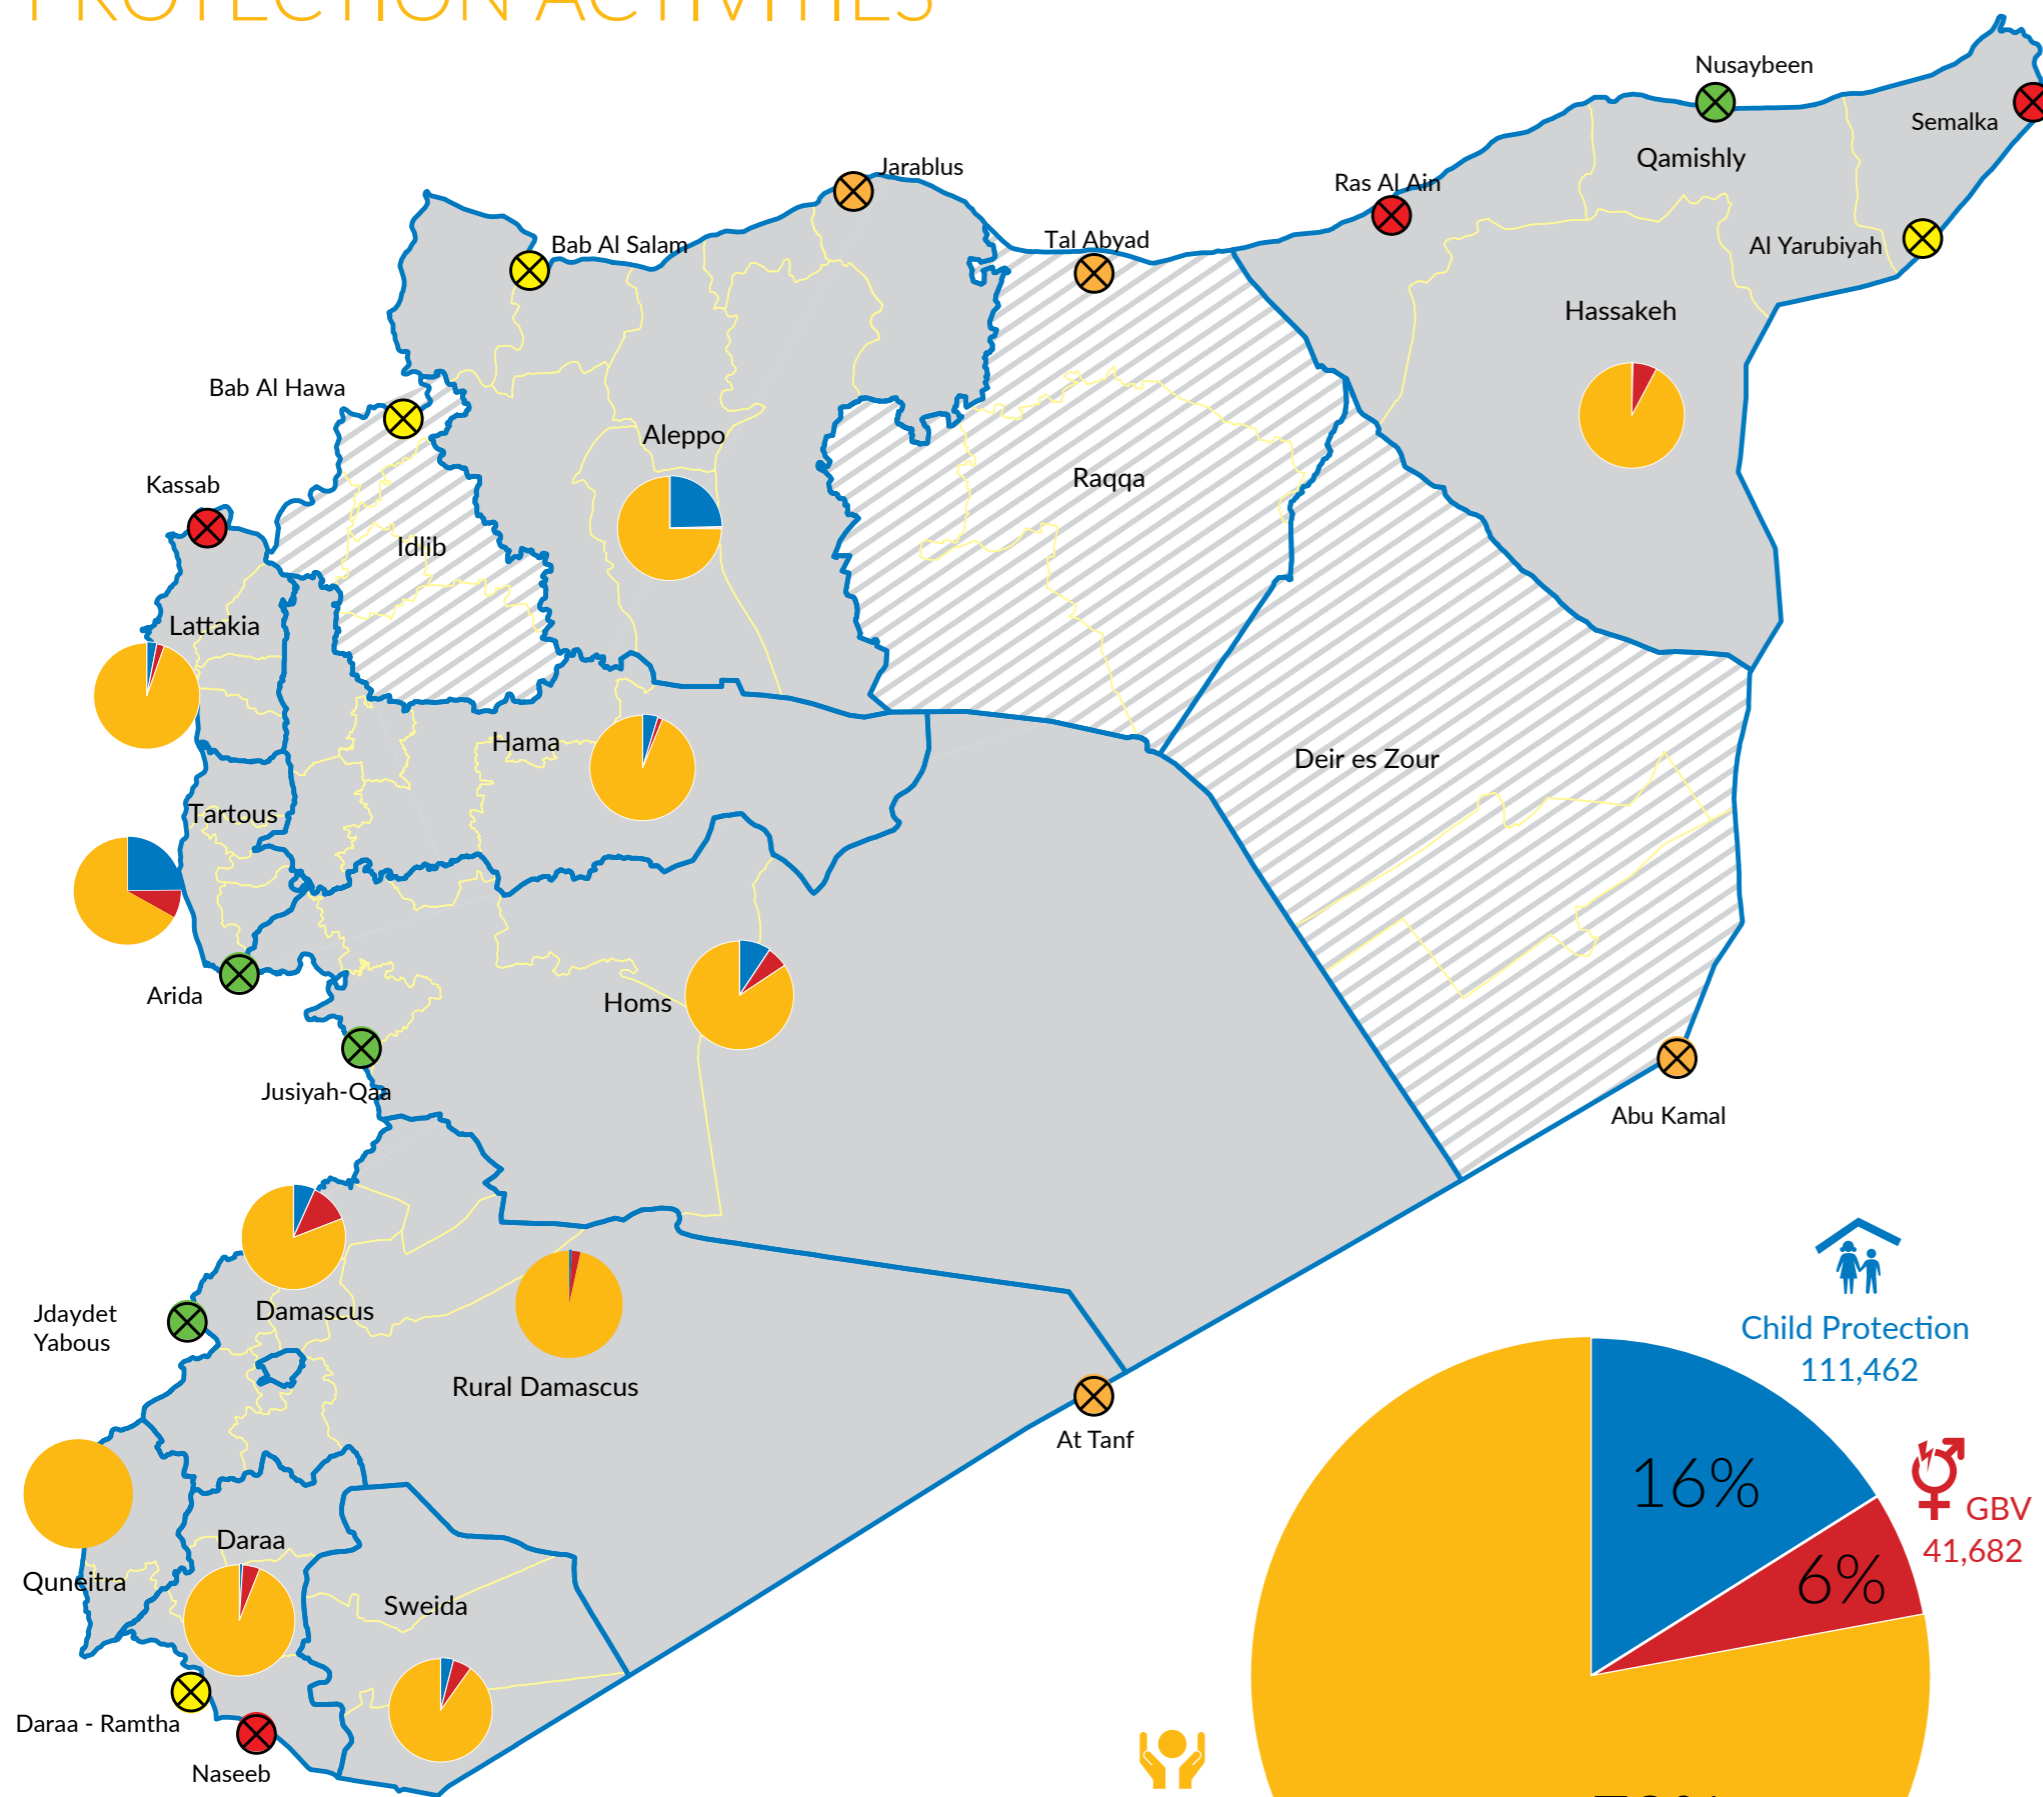 PROTECTION ACTIVITIES
Nusaybeen
Semalka
Qamishly
Jarablus
Ras Al Ain
Tal Abyad
Bab Al Salam
Al Yarubiyah
Hassakeh
Bab Al Hawa
Aleppo
Raqqa
Kassab
Idlib
Lattakia
Hama
Deir es Zour
Tartous
Arida
Homs
Jusiyah-Qaa
Abu Kamal
Damascus
Jdaydet
Yabous
Rural Damascus
At Tanf
Child Protection
111,462
16%
GBV
41,682
6%
Daraa
Quneitra
Sweida
Daraa - Ramtha
Naseeb